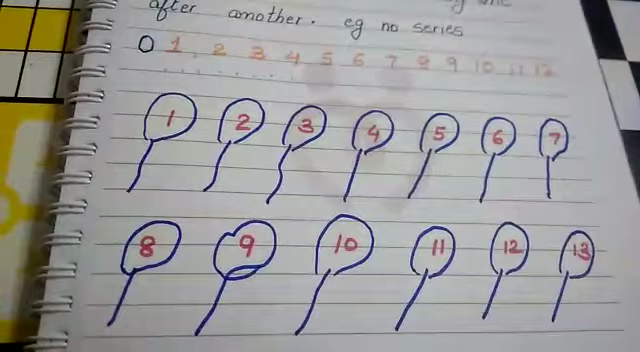 one
after another. eg no series
0 1 2 3 4 5 6 7 8 9 10 11 12
1 2 3 4 5 6 7
8 9 10 11 12 13